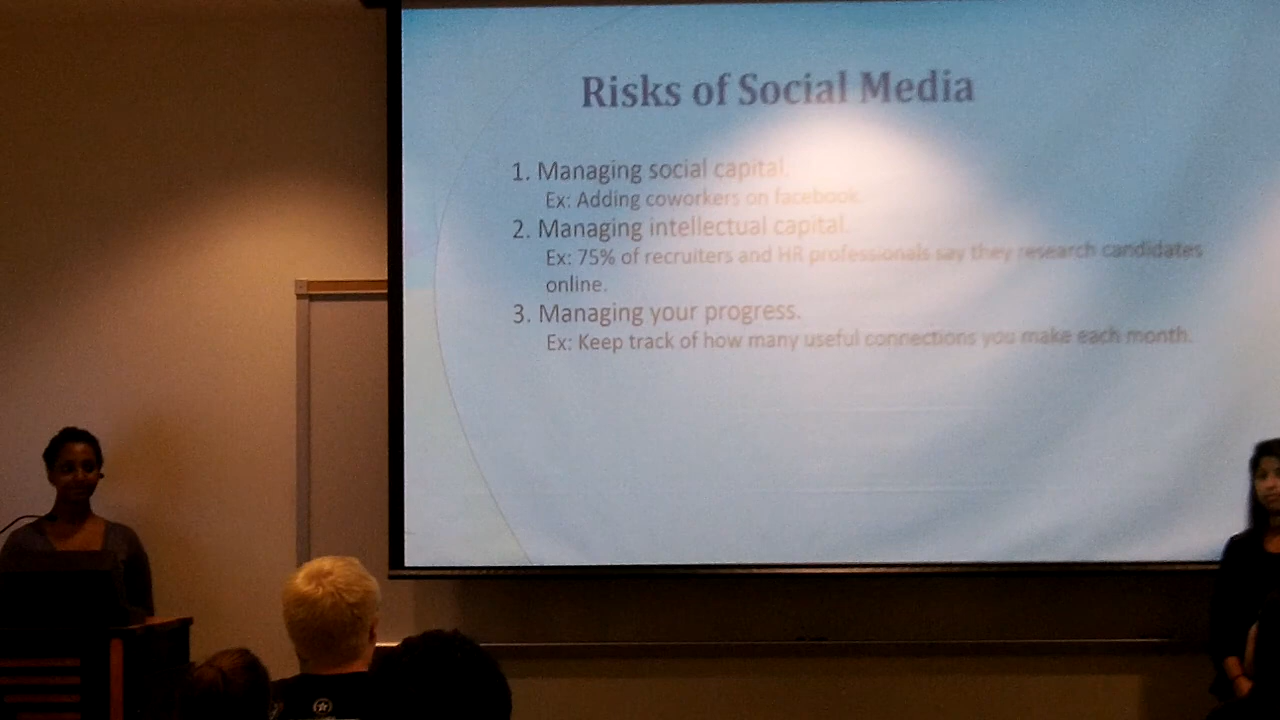 Risks of Social Media
1. Managing social capital.
Ex: Adding coworkers on facebook.
2. Managing intellectual capital.
Ex: 75% of recruiters and HR professionals say they research candidates
online.
3. Managing your progress.
Ex: Keep track of how many useful connections you make each month.